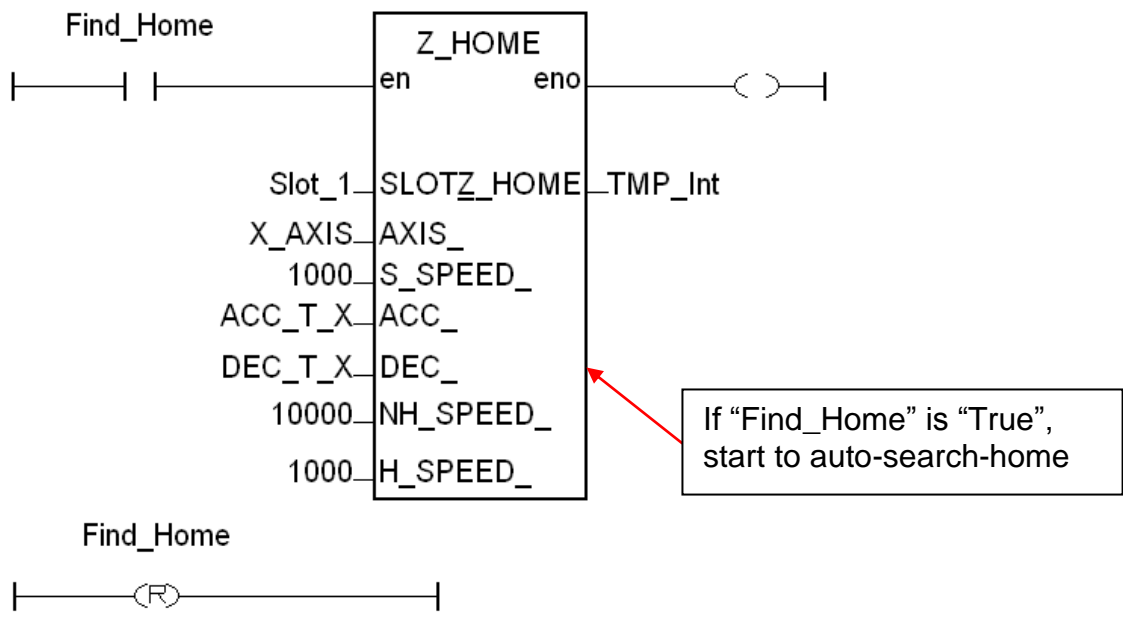 Find_Home
Z_HOME
en eno
Slot_1 SLOTZ_HOME TMP_Int
X_AXIS AXIS_
1000 S_SPEED_
ACC_T_X ACC_
DEC_T_X DEC_
10000 NH_SPEED_
1000 H_SPEED_
If “Find_Home” is “True”,
start to auto-search-home
Find_Home
R